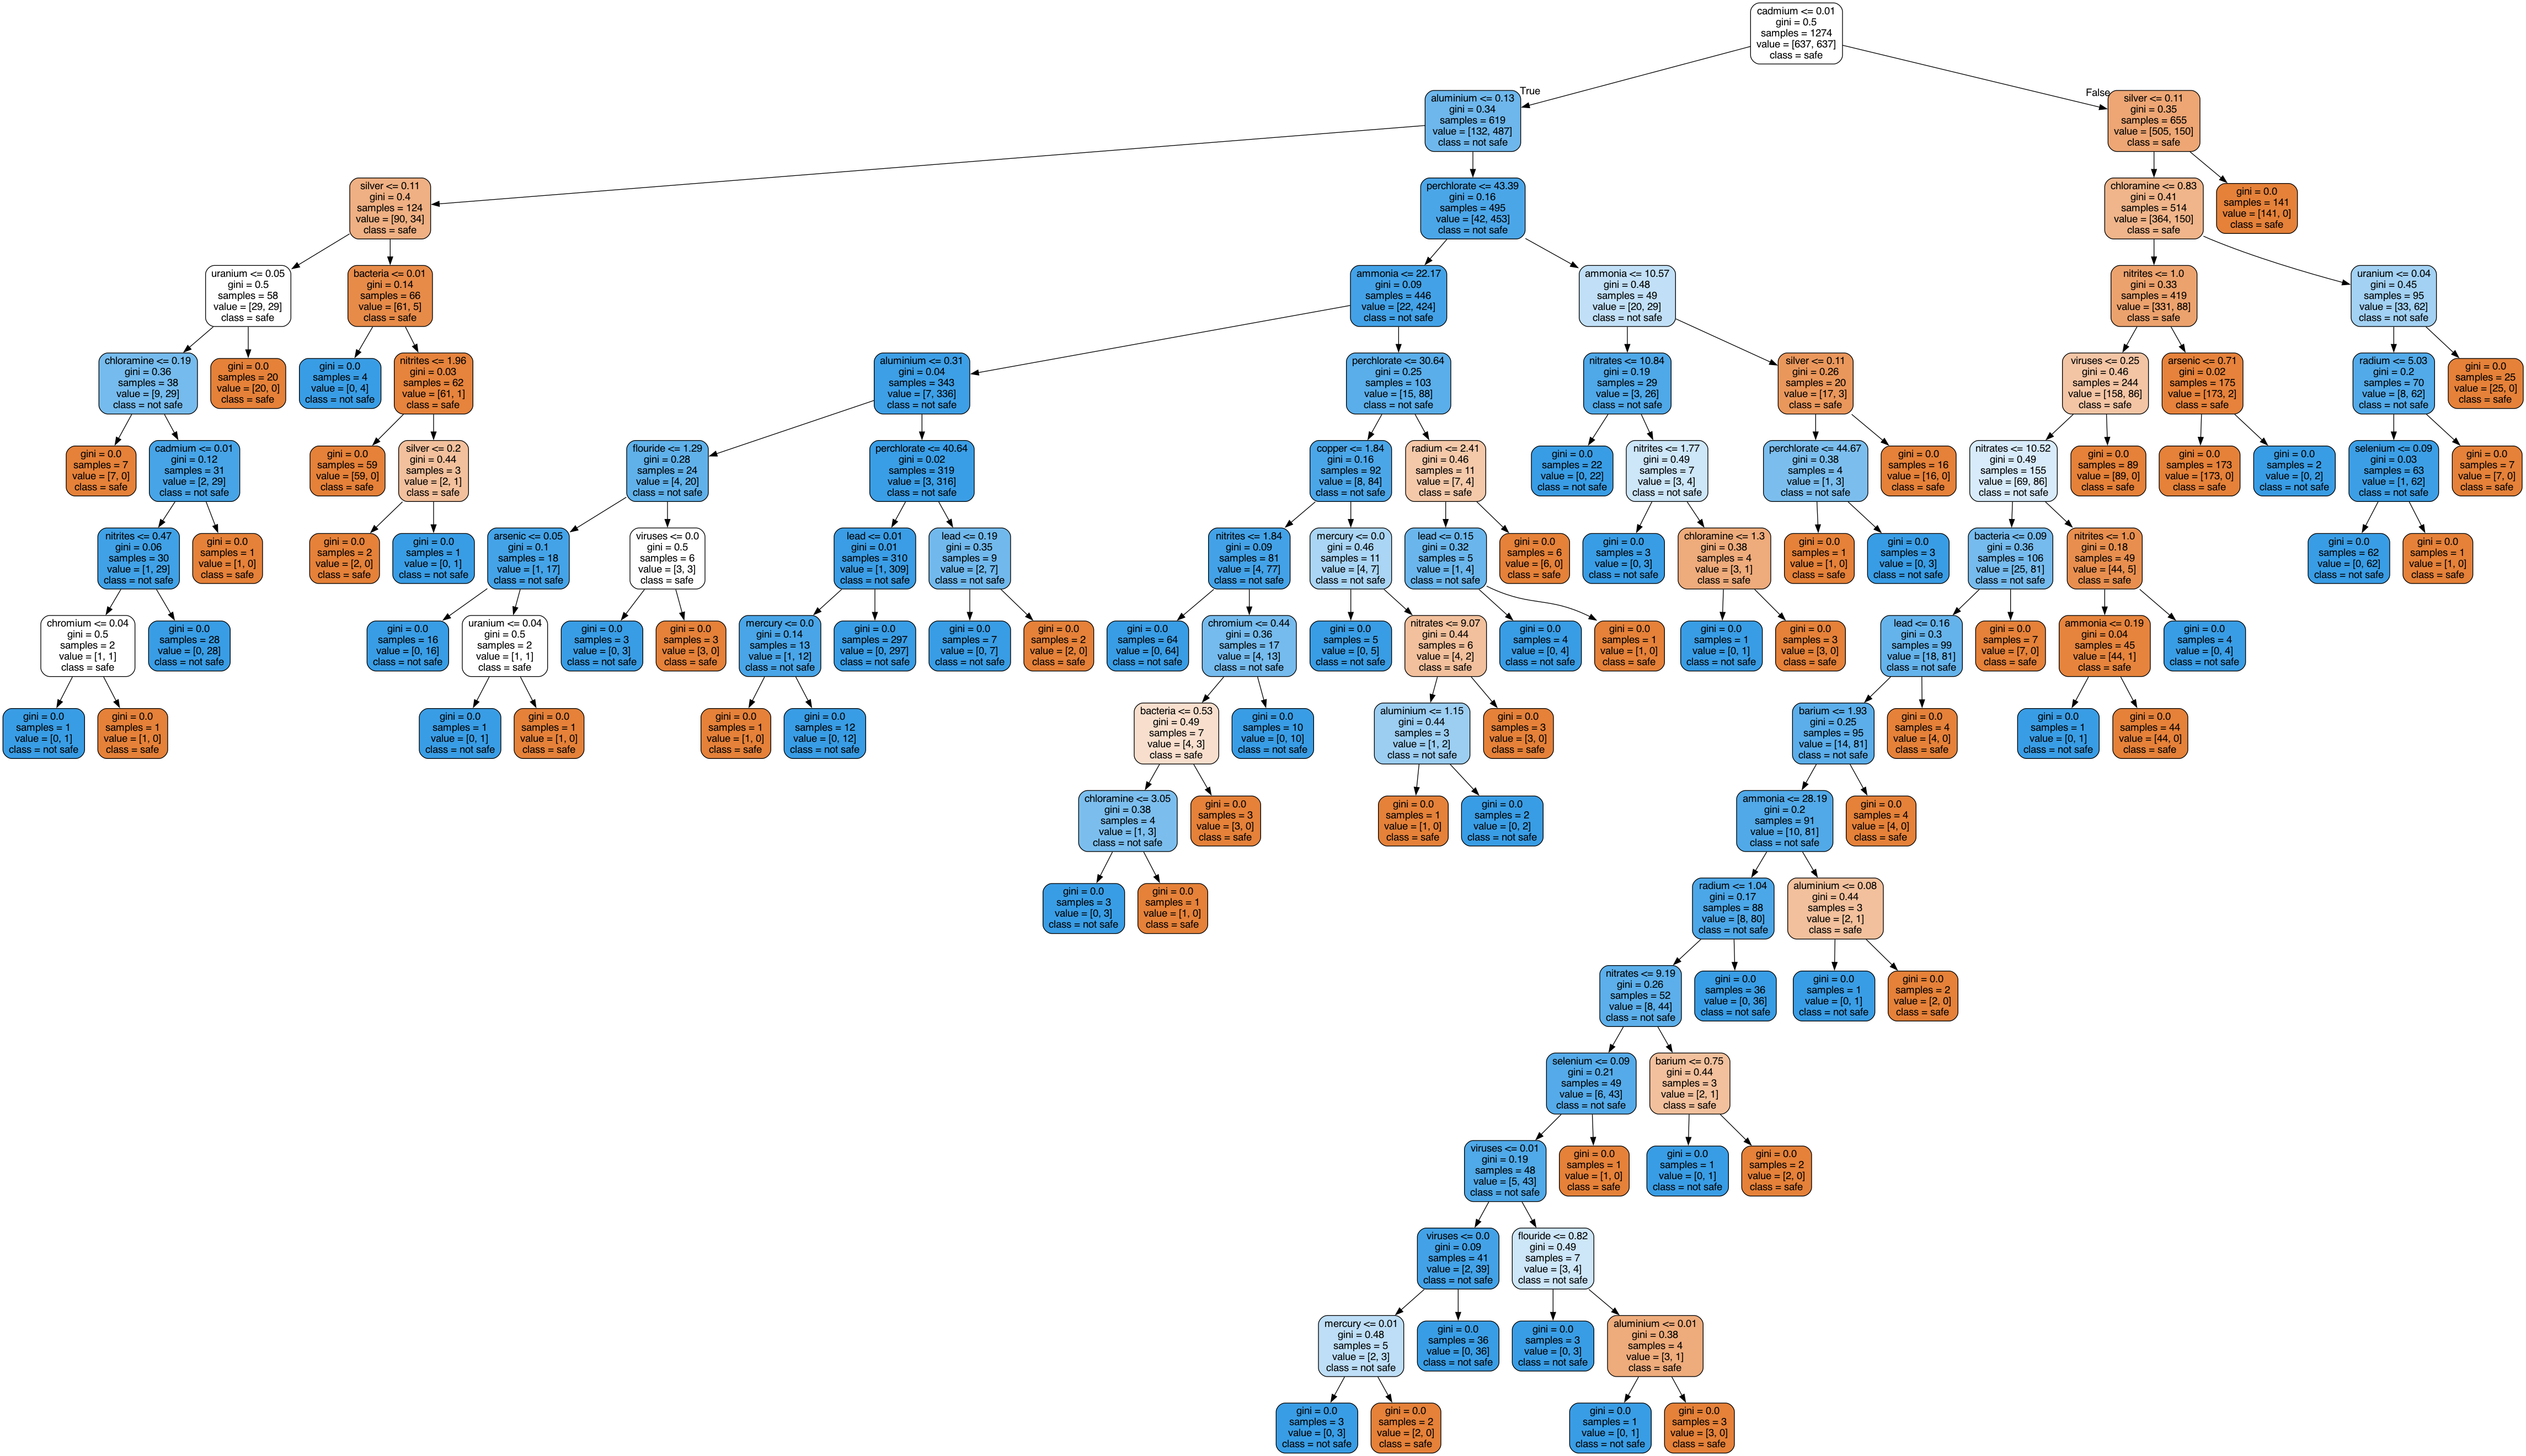 cadmium <= 0.01
gini = 0.5
samples = 1274
value = [637, 637]
class = safe
True
False
aluminium <= 0.13
gini = 0.34
samples = 619
value = [132, 487]
class = not safe
silver <= 0.11
gini = 0.35
samples = 655
value = [505, 150]
class = safe
silver <= 0.11
gini = 0.4
samples = 124
value = [90, 34]
class = safe
perchlorate <= 43.39
gini = 0.16
samples = 495
value = [42, 453]
class = not safe
chloramine <= 0.83
gini = 0.41
samples = 514
value = [364, 150]
class = safe
gini = 0.0
samples = 141
value = [141, 0]
class = safe
uranium <= 0.05
gini = 0.5
samples = 58
value = [29, 29]
class = safe
bacteria <= 0.01
gini = 0.14
samples = 66
value = [61, 5]
class = safe
ammonia <= 22.17
gini = 0.09
samples = 446
value = [22, 424]
class = not safe
ammonia <= 10.57
gini = 0.48
samples = 49
value = [20, 29]
class = not safe
nitrites <= 1.0
gini = 0.33
samples = 419
value = [331, 88]
class = safe
uranium <= 0.04
gini = 0.45
samples = 95
value = [33, 62]
class = not safe
chloramine <= 0.19
gini = 0.36
samples = 38
value = [9, 29]
class = not safe
gini = 0.0
samples = 20
value = [20, 0]
class = safe
gini = 0.0
samples = 4
value = [0, 4]
class = not safe
nitrites <= 1.96
gini = 0.03
samples = 62
value = [61, 1]
class = safe
aluminium <= 0.31
gini = 0.04
samples = 343
value = [7, 336]
class = not safe
perchlorate <= 30.64
gini = 0.25
samples = 103
value = [15, 88]
class = not safe
nitrates <= 10.84
gini = 0.19
samples = 29
value = [3, 26]
class = not safe
silver <= 0.11
gini = 0.26
samples = 20
value = [17, 3]
class = safe
viruses <= 0.25
gini = 0.46
samples = 244
value = [158, 86]
class = safe
arsenic <= 0.71
gini = 0.02
samples = 175
value = [173, 2]
class = safe
radium <= 5.03
gini = 0.2
samples = 70
value = [8, 62]
class = not safe
gini = 0.0
samples = 25
value = [25, 0]
class = safe
gini = 0.0
samples = 7
value = [7, 0]
class = safe
cadmium <= 0.01
gini = 0.12
samples = 31
value = [2, 29]
class = not safe
gini = 0.0
samples = 59
value = [59, 0]
class = safe
silver <= 0.2
gini = 0.44
samples = 3
value = [2, 1]
class = safe
flouride <= 1.29
gini = 0.28
samples = 24
value = [4, 20]
class = not safe
perchlorate <= 40.64
gini = 0.02
samples = 319
value = [3, 316]
class = not safe
copper <= 1.84
gini = 0.16
samples = 92
value = [8, 84]
class = not safe
radium <= 2.41
gini = 0.46
samples = 11
value = [7, 4]
class = safe
gini = 0.0
samples = 22
value = [0, 22]
class = not safe
nitrites <= 1.77
gini = 0.49
samples = 7
value = [3, 4]
class = not safe
perchlorate <= 44.67
gini = 0.38
samples = 4
value = [1, 3]
class = not safe
gini = 0.0
samples = 16
value = [16, 0]
class = safe
nitrates <= 10.52
gini = 0.49
samples = 155
value = [69, 86]
class = not safe
gini = 0.0
samples = 89
value = [89, 0]
class = safe
gini = 0.0
samples = 173
value = [173, 0]
class = safe
gini = 0.0
samples = 2
value = [0, 2]
class = not safe
selenium <= 0.09
gini = 0.03
samples = 63
value = [1, 62]
class = not safe
gini = 0.0
samples = 7
value = [7, 0]
class = safe
nitrites <= 0.47
gini = 0.06
samples = 30
value = [1, 29]
class = not safe
gini = 0.0
samples = 1
value = [1, 0]
class = safe
gini = 0.0
samples = 2
value = [2, 0]
class = safe
gini = 0.0
samples = 1
value = [0, 1]
class = not safe
arsenic <= 0.05
gini = 0.1
samples = 18
value = [1, 17]
class = not safe
viruses <= 0.0
gini = 0.5
samples = 6
value = [3, 3]
class = safe
lead <= 0.01
gini = 0.01
samples = 310
value = [1, 309]
class = not safe
lead <= 0.19
gini = 0.35
samples = 9
value = [2, 7]
class = not safe
nitrites <= 1.84
gini = 0.09
samples = 81
value = [4, 77]
class = not safe
mercury <= 0.0
gini = 0.46
samples = 11
value = [4, 7]
class = not safe
lead <= 0.15
gini = 0.32
samples = 5
value = [1, 4]
class = not safe
gini = 0.0
samples = 6
value = [6, 0]
class = safe
gini = 0.0
samples = 3
value = [0, 3]
class = not safe
chloramine <= 1.3
gini = 0.38
samples = 4
value = [3, 1]
class = safe
gini = 0.0
samples = 1
value = [1, 0]
class = safe
gini = 0.0
samples = 3
value = [0, 3]
class = not safe
bacteria <= 0.09
gini = 0.36
samples = 106
value = [25, 81]
class = not safe
nitrites <= 1.0
gini = 0.18
samples = 49
value = [44, 5]
class = safe
gini = 0.0
samples = 62
value = [0, 62]
class = not safe
gini = 0.0
samples = 1
value = [1, 0]
class = safe
chromium <= 0.04
gini = 0.5
samples = 2
value = [1, 1]
class = safe
gini = 0.0
samples = 28
value = [0, 28]
class = not safe
gini = 0.0
samples = 16
value = [0, 16]
class = not safe
uranium <= 0.04
gini = 0.5
samples = 2
value = [1, 1]
class = safe
gini = 0.0
samples = 3
value = [0, 3]
class = not safe
gini = 0.0
samples = 3
value = [3, 0]
class = safe
mercury <= 0.0
gini = 0.14
samples = 13
value = [1, 12]
class = not safe
gini = 0.0
samples = 297
value = [0, 297]
class = not safe
gini = 0.0
samples = 7
value = [0, 7]
class = not safe
gini = 0.0
samples = 2
value = [2, 0]
class = safe
gini = 0.0
samples = 64
value = [0, 64]
class = not safe
chromium <= 0.44
gini = 0.36
samples = 17
value = [4, 13]
class = not safe
gini = 0.0
samples = 5
value = [0, 5]
class = not safe
nitrates <= 9.07
gini = 0.44
samples = 6
value = [4, 2]
class = safe
gini = 0.0
samples = 4
value = [0, 4]
class = not safe
gini = 0.0
samples = 1
value = [1, 0]
class = safe
gini = 0.0
samples = 1
value = [0, 1]
class = not safe
gini = 0.0
samples = 3
value = [3, 0]
class = safe
lead <= 0.16
gini = 0.3
samples = 99
value = [18, 81]
class = not safe
gini = 0.0
samples = 7
value = [7, 0]
class = safe
ammonia <= 0.19
gini = 0.04
samples = 45
value = [44, 1]
class = safe
gini = 0.0
samples = 4
value = [0, 4]
class = not safe
gini = 0.0
samples = 1
value = [0, 1]
class = not safe
gini = 0.0
samples = 1
value = [1, 0]
class = safe
gini = 0.0
samples = 1
value = [0, 1]
class = not safe
gini = 0.0
samples = 1
value = [1, 0]
class = safe
gini = 0.0
samples = 1
value = [1, 0]
class = safe
gini = 0.0
samples = 12
value = [0, 12]
class = not safe
bacteria <= 0.53
gini = 0.49
samples = 7
value = [4, 3]
class = safe
gini = 0.0
samples = 10
value = [0, 10]
class = not safe
aluminium <= 1.15
gini = 0.44
samples = 3
value = [1, 2]
class = not safe
gini = 0.0
samples = 3
value = [3, 0]
class = safe
barium <= 1.93
gini = 0.25
samples = 95
value = [14, 81]
class = not safe
gini = 0.0
samples = 4
value = [4, 0]
class = safe
gini = 0.0
samples = 1
value = [0, 1]
class = not safe
gini = 0.0
samples = 44
value = [44, 0]
class = safe
chloramine <= 3.05
gini = 0.38
samples = 4
value = [1, 3]
class = not safe
gini = 0.0
samples = 3
value = [3, 0]
class = safe
gini = 0.0
samples = 1
value = [1, 0]
class = safe
gini = 0.0
samples = 2
value = [0, 2]
class = not safe
ammonia <= 28.19
gini = 0.2
samples = 91
value = [10, 81]
class = not safe
gini = 0.0
samples = 4
value = [4, 0]
class = safe
gini = 0.0
samples = 3
value = [0, 3]
class = not safe
gini = 0.0
samples = 1
value = [1, 0]
class = safe
radium <= 1.04
gini = 0.17
samples = 88
value = [8, 80]
class = not safe
aluminium <= 0.08
gini = 0.44
samples = 3
value = [2, 1]
class = safe
nitrates <= 9.19
gini = 0.26
samples = 52
value = [8, 44]
class = not safe
gini = 0.0
samples = 36
value = [0, 36]
class = not safe
gini = 0.0
samples = 1
value = [0, 1]
class = not safe
gini = 0.0
samples = 2
value = [2, 0]
class = safe
selenium <= 0.09
gini = 0.21
samples = 49
value = [6, 43]
class = not safe
barium <= 0.75
gini = 0.44
samples = 3
value = [2, 1]
class = safe
viruses <= 0.01
gini = 0.19
samples = 48
value = [5, 43]
class = not safe
gini = 0.0
samples = 1
value = [1, 0]
class = safe
gini = 0.0
samples = 1
value = [0, 1]
class = not safe
gini = 0.0
samples = 2
value = [2, 0]
class = safe
viruses <= 0.0
gini = 0.09
samples = 41
value = [2, 39]
class = not safe
flouride <= 0.82
gini = 0.49
samples = 7
value = [3, 4]
class = not safe
mercury <= 0.01
gini = 0.48
samples = 5
value = [2, 3]
class = not safe
gini = 0.0
samples = 36
value = [0, 36]
class = not safe
gini = 0.0
samples = 3
value = [0, 3]
class = not safe
aluminium <= 0.01
gini = 0.38
samples = 4
value = [3, 1]
class = safe
gini = 0.0
samples = 3
value = [0, 3]
class = not safe
gini = 0.0
samples = 2
value = [2, 0]
class = safe
gini = 0.0
samples = 1
value = [0, 1]
class = not safe
gini = 0.0
samples = 3
value = [3, 0]
class = safe